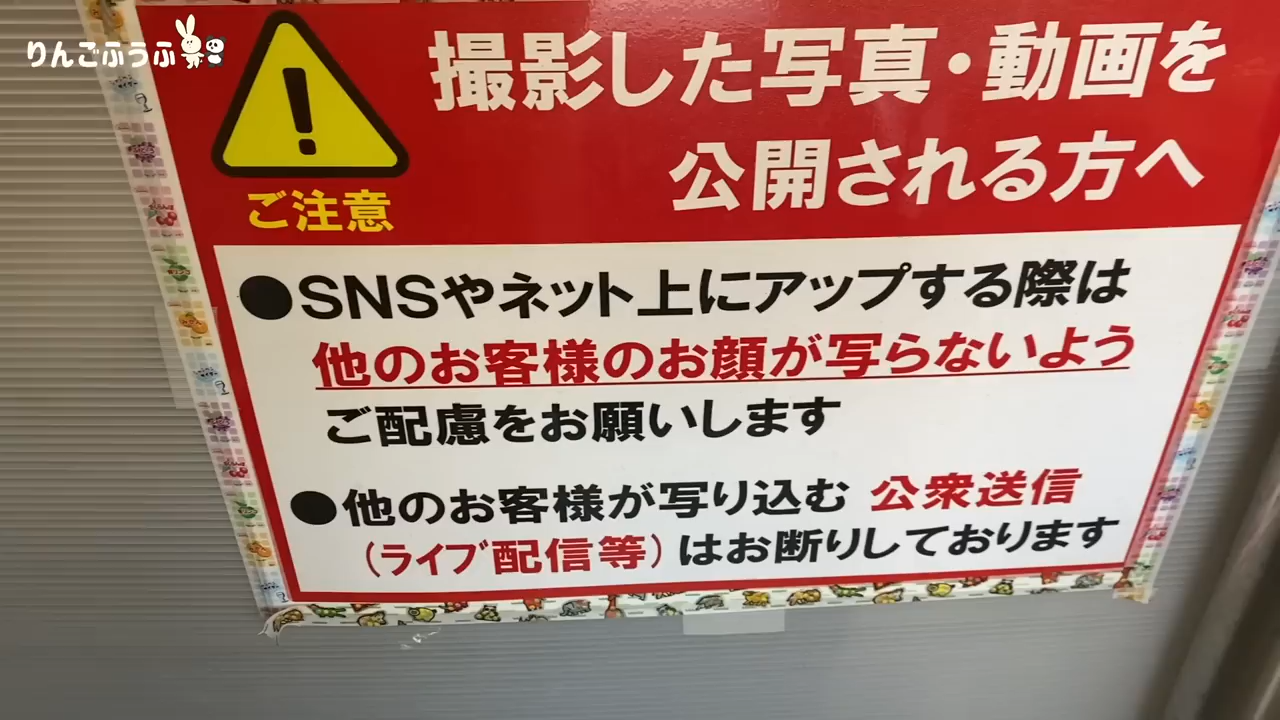 りんごふぅふ
撮影した写真・動画を
公開される方へ
ご注意
●SNSやネット上にアップする際は
他のお客様のお顔が写らないよう
ご配慮をお願いします
●他のお客様が写り込む 公衆送信
（ライブ配信等）はお断りしております